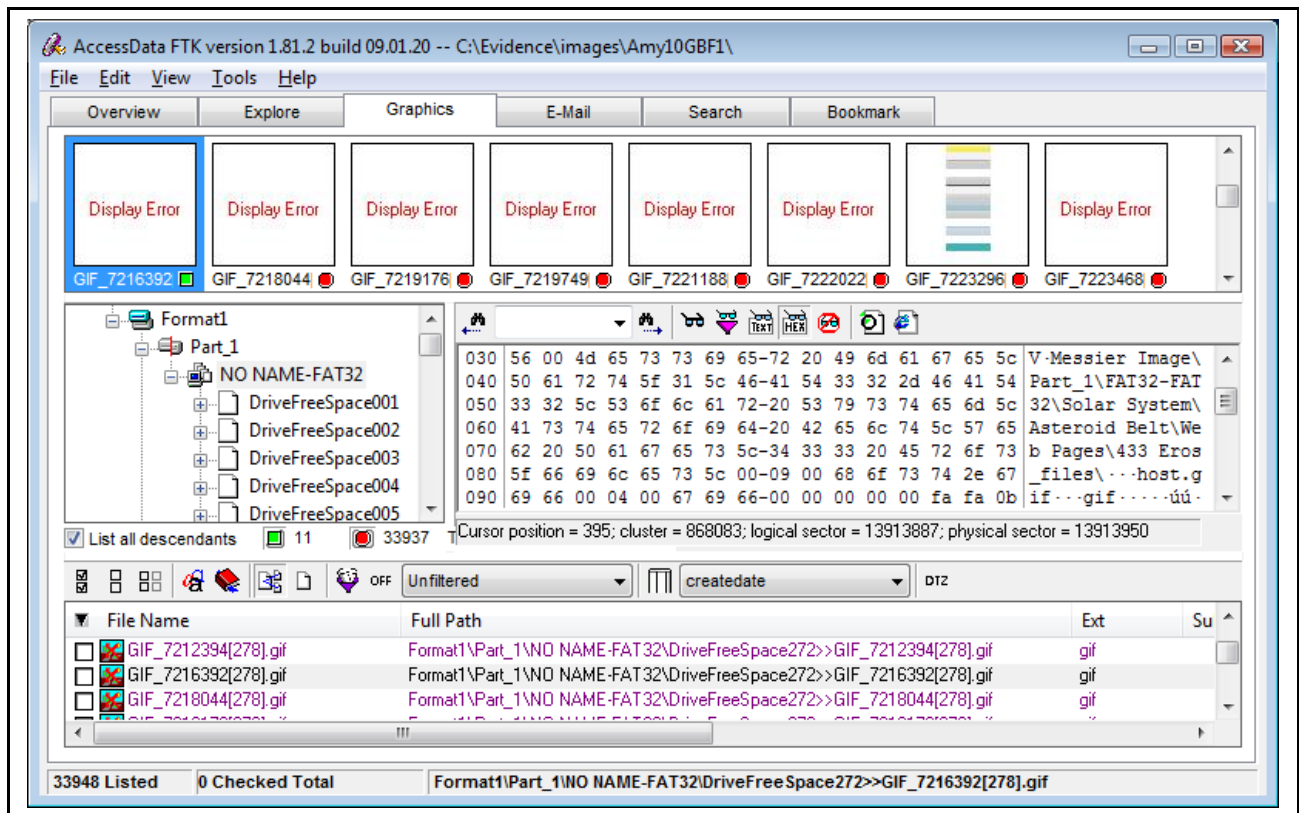 AccessData FTK version 1.81.2 build 09.01.20 -- C:\Evidence\images\Amy10GBF1\
File Edit View Tools Help
Overview Explore Graphics E-Mail Search Bookmark
Display Error Display Error Display Error Display Error Display Error Display Error Display Error
GIF_7216392 GIF_7218044 GIF_7219176 GIF_7219749 GIF_7221188 GIF_7222022 GIF_7223296 GIF_7223468
Format1
Part_1
NO NAME-FAT32
DriveFreeSpace001
DriveFreeSpace002
DriveFreeSpace003
DriveFreeSpace004
DriveFreeSpace005
List all descendants 11 33937 T
TEXT HEX
030 56 00 4d 65 73 73 69 65-72 20 49 6d 61 67 65 5c V·Messier Image\
040 50 61 72 74 5f 31 5c 46-41 54 33 32 2d 46 41 54 Part_1\FAT32-FAT
050 33 32 5c 53 6f 6c 61 72-20 53 79 73 74 65 6d 5c 32\Solar System\
060 41 73 74 65 72 6f 69 64-20 42 65 6c 74 5c 57 65 Asteroid Belt\We
070 62 20 50 61 67 65 73 5c-34 33 33 20 45 72 6f 73 b Pages\433 Eros
080 5f 66 69 6c 65 73 5c 00-09 00 68 6f 73 74 2e 67 _files\···host.g
090 69 66 00 04 00 67 69 66-00 00 00 00 00 fa fa 0b if···gif·····úú·
Cursor position = 395; cluster = 868083; logical sector = 13913887; physical sector = 13913950
OFF Unfiltered createdate DTZ
File Name Full Path Ext Su
GIF_7212394[278].gif Format1\Part_1\NO NAME-FAT32\DriveFreeSpace272>>GIF_7212394[278].gif gif
GIF_7216392[278].gif Format1\Part_1\NO NAME-FAT32\DriveFreeSpace272>>GIF_7216392[278].gif gif
GIF_7218044[278].gif Format1\Part_1\NO NAME-FAT32\DriveFreeSpace272>>GIF_7218044[278].gif gif
33948 Listed 0 Checked Total Format1\Part_1\NO NAME-FAT32\DriveFreeSpace272>>GIF_7216392[278].gif